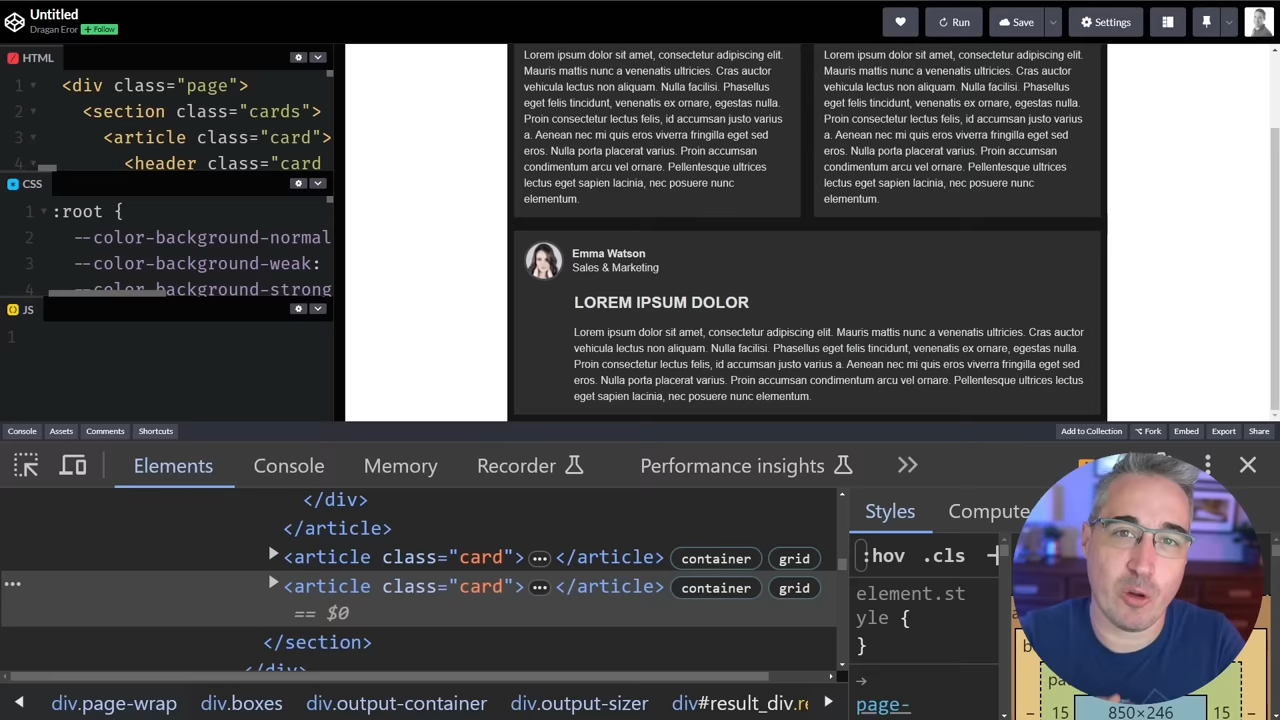 Untitled
Dragan Eror
+ Follow
Run
Save
Settings
HTML
1
<div class="page">
2
<section class="cards">
3
<article class="card">
4
<header class="card
CSS
1
:root {
2
--color-background-normal
3
--color-background-weak:
4
--color-background-strong
JS
1
Lorem ipsum dolor sit amet, consectetur adipiscing elit.
Mauris mattis nunc a venenatis ultricies. Cras auctor
vehicula lectus non aliquam. Nulla facilisi. Phasellus
eget felis tincidunt, venenatis ex ornare, egestas nulla.
Proin consectetur lectus felis, id accumsan justo varius
a. Aenean nec mi quis eros viverra fringilla eget sed
eros. Nulla porta placerat varius. Proin accumsan
condimentum arcu vel ornare. Pellentesque ultrices
lectus eget sapien lacinia, nec posuere nunc
elementum.
Lorem ipsum dolor sit amet, consectetur adipiscing elit.
Mauris mattis nunc a venenatis ultricies. Cras auctor
vehicula lectus non aliquam. Nulla facilisi. Phasellus
eget felis tincidunt, venenatis ex ornare, egestas nulla.
Proin consectetur lectus felis, id accumsan justo varius
a. Aenean nec mi quis eros viverra fringilla eget sed
eros. Nulla porta placerat varius. Proin accumsan
condimentum arcu vel ornare. Pellentesque ultrices
lectus eget sapien lacinia, nec posuere nunc
elementum.
Emma Watson
Sales & Marketing
LOREM IPSUM DOLOR
Lorem ipsum dolor sit amet, consectetur adipiscing elit. Mauris mattis nunc a venenatis ultricies. Cras auctor
vehicula lectus non aliquam. Nulla facilisi. Phasellus eget felis tincidunt, venenatis ex ornare, egestas nulla.
Proin consectetur lectus felis, id accumsan justo varius a. Aenean nec mi quis eros viverra fringilla eget sed
eros. Nulla porta placerat varius. Proin accumsan condimentum arcu vel ornare. Pellentesque ultrices lectus
eget sapien lacinia, nec posuere nunc elementum.
Console Assets Comments Shortcuts
Add to Collection Fork Embed Export Share
Elements Console Memory Recorder Performance insights
</div>
</article>
<article class="card">…</article> container grid
<article class="card">…</article> container grid
== $0
</section>
</div>
div.page-wrap div.boxes div.output-container div.output-sizer div#result_div.re
Styles Compute
:hov .cls +
element.st
yle {
}
page-
15 850×246 15